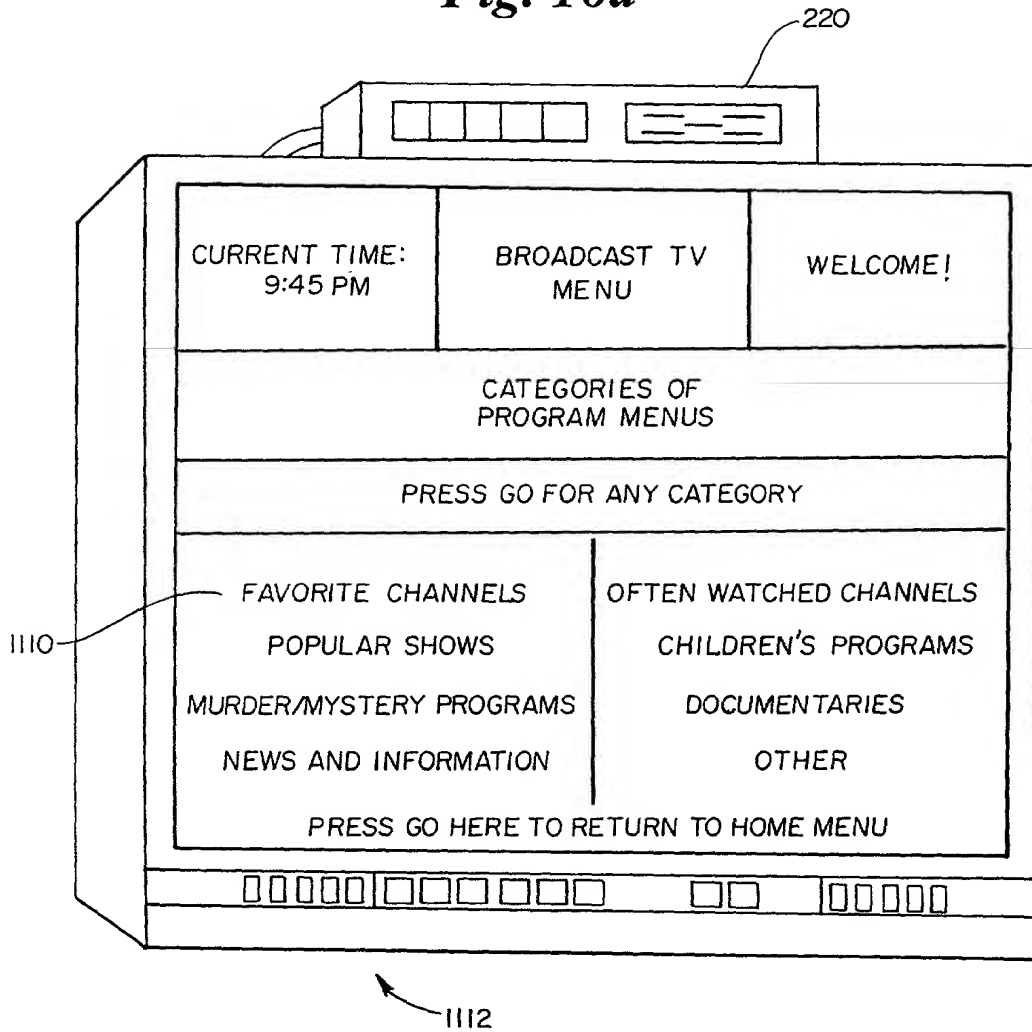 Fig. 16a
220
CURRENT TIME:
9:45 PM
BROADCAST TV
MENU
WELCOME!
CATEGORIES OF
PROGRAM MENUS
PRESS GO FOR ANY CATEGORY
FAVORITE CHANNELS
OFTEN WATCHED CHANNELS
1110
POPULAR SHOWS
CHILDREN'S PROGRAMS
MURDER/MYSTERY PROGRAMS
DOCUMENTARIES
NEWS AND INFORMATION
OTHER
PRESS GO HERE TO RETURN TO HOME MENU
1112